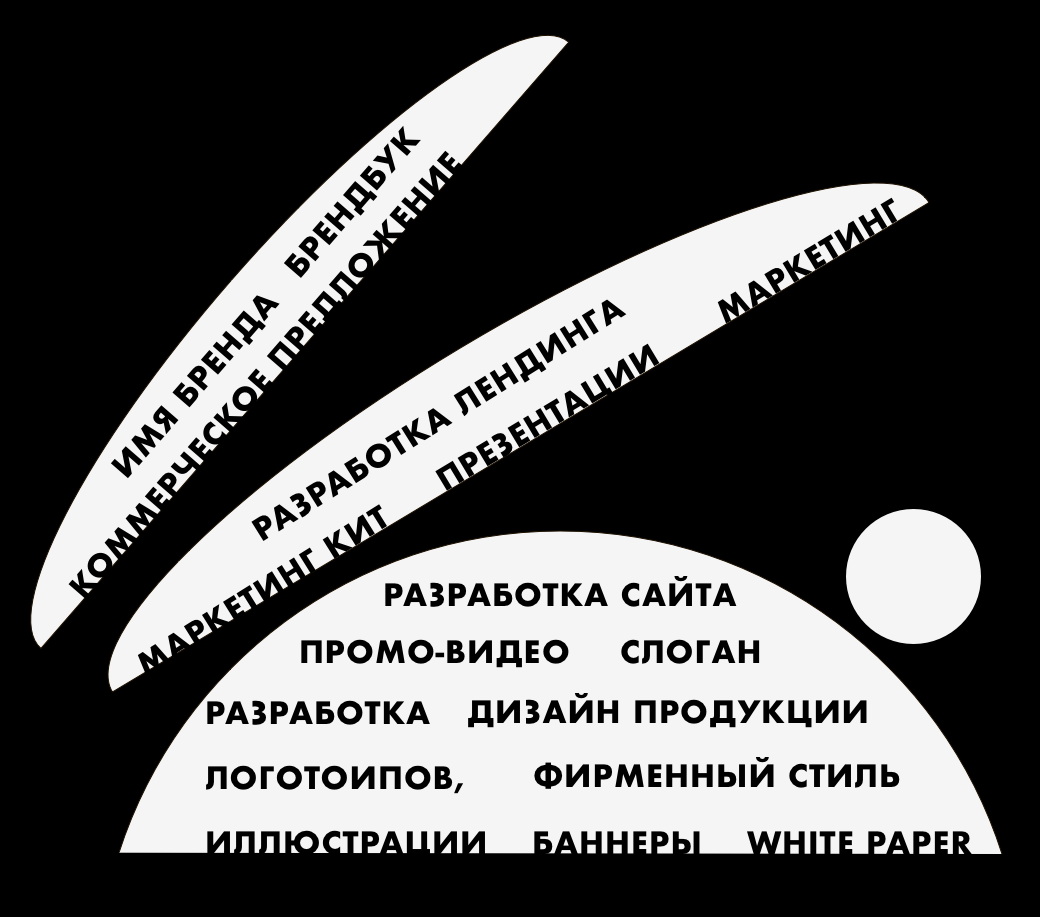 ИМЯ БРЕНДА БРЕНДБУК
КОММЕРЧЕСКОЕ ПРЕДЛОЖЕНИЕ
РАЗРАБОТКА ЛЕНДИНГА
МАРКЕТИНГ КИТ ПРЕЗЕНТАЦИИ МАРКЕТИНГ
РАЗРАБОТКА САЙТА
ПРОМО-ВИДЕО СЛОГАН
РАЗРАБОТКА ДИЗАЙН ПРОДУКЦИИ
ЛОГОТОИПОВ, ФИРМЕННЫЙ СТИЛЬ
ИЛЛЮСТРАЦИИ БАННЕРЫ WHITE PAPER